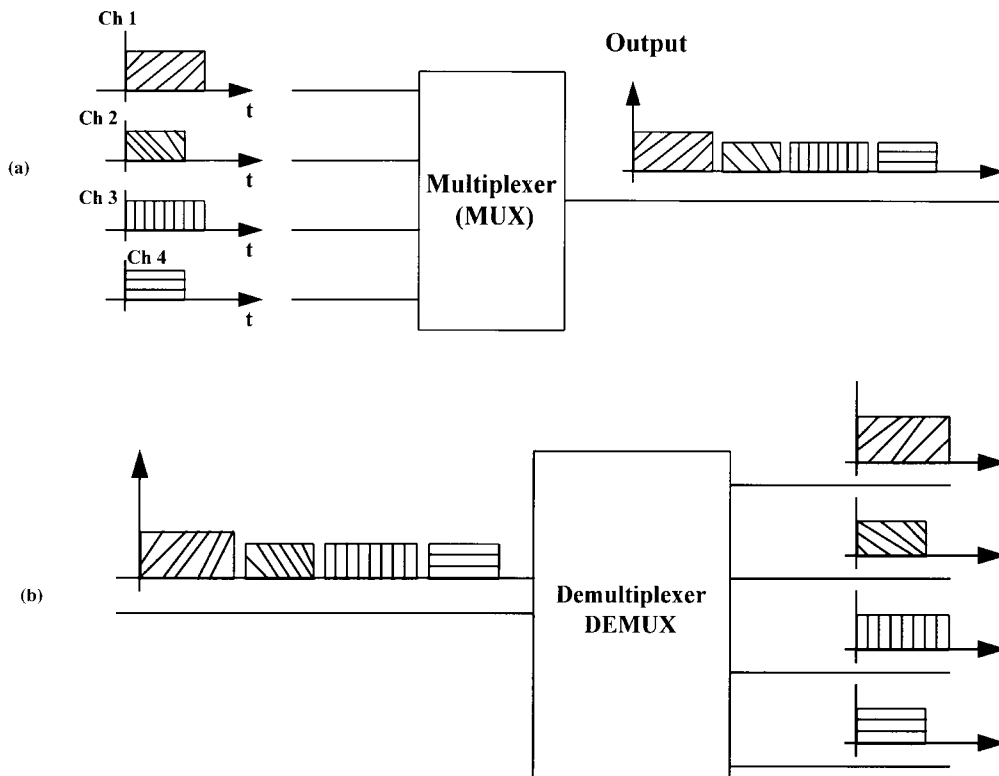 Ch 1
Output
t
Ch 2
t
(a)
Multiplexer
(MUX)
Ch 3
t
Ch 4
t
(b)
Demultiplexer
DEMUX